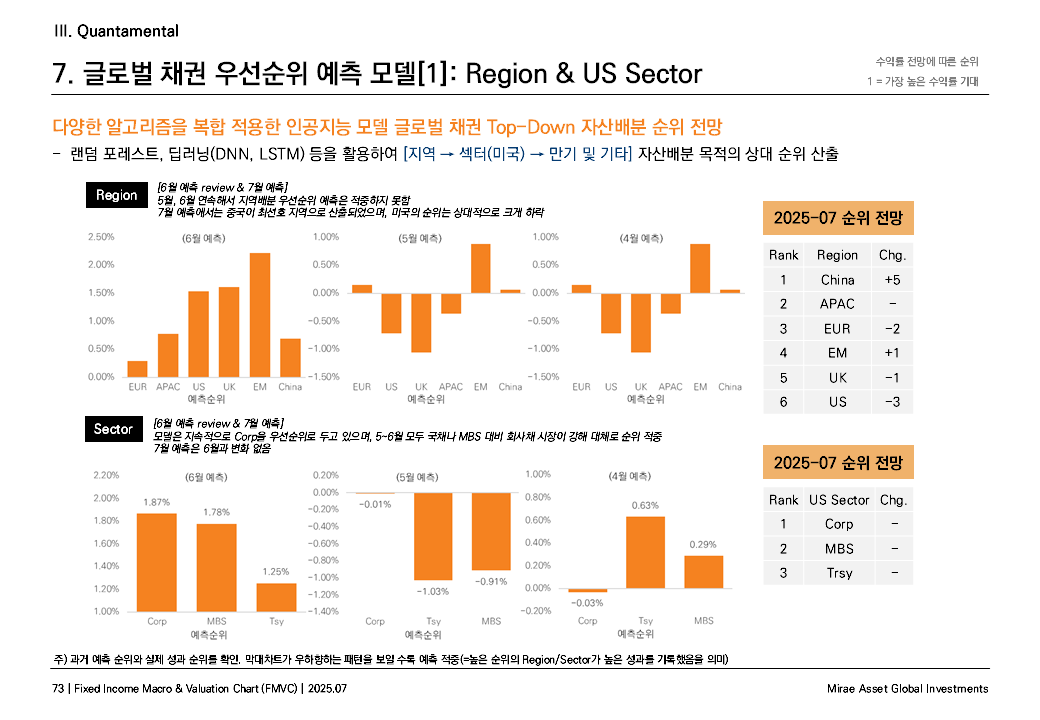 III. Quantamental
7. 글로벌 채권 우선순위 예측 모델[1]: Region & US Sector
수익률 전망에 따른 순위
1 = 가장 높은 수익률 기대
다양한 알고리즘을 복합 적용한 인공지능 모델 글로벌 채권 Top-Down 자산배분 순위 전망
- 랜덤 포레스트, 딥러닝(DNN, LSTM) 등을 활용하여 [지역 → 섹터(미국) → 만기 및 기타] 자산배분 목적의 상대 순위 산출
Region
[6월 예측 review & 7월 예측]
5월, 6월 연속해서 지역배분 우선순위 예측은 적중하지 못함
7월 예측에서는 중국이 최선호 지역으로 산출되었으며, 미국의 순위는 상대적으로 크게 하락
(6월 예측)
2.50%
2.00%
1.50%
1.00%
0.50%
0.00%
EUR APAC US UK EM China
예측순위
(5월 예측)
1.00%
0.50%
0.00%
-0.50%
-1.00%
-1.50%
EUR US UK APAC EM China
예측순위
(4월 예측)
1.00%
0.50%
0.00%
-0.50%
-1.00%
-1.50%
EUR US UK APAC EM China
예측순위
2025-07 순위 전망
Rank Region Chg.
1 China +5
2 APAC -
3 EUR -2
4 EM +1
5 UK -1
6 US -3
Sector
[6월 예측 review & 7월 예측]
모델은 지속적으로 Corp을 우선순위로 두고 있으며, 5-6월 모두 국채나 MBS 대비 회사채 시장이 강해 대체로 순위 적중
7월 예측은 6월과 변화 없음
(6월 예측)
2.20%
2.00%
1.80%
1.60%
1.40%
1.20%
1.00%
1.87%
1.78%
1.25%
Corp MBS Tsy
예측순위
(5월 예측)
0.20%
0.00%
-0.20%
-0.40%
-0.60%
-0.80%
-1.00%
-1.20%
-1.40%
-0.01%
-1.03%
-0.91%
Corp Tsy MBS
예측순위
(4월 예측)
1.00%
0.80%
0.60%
0.40%
0.20%
0.00%
-0.20%
-0.03%
0.63%
0.29%
Corp Tsy MBS
예측순위
2025-07 순위 전망
Rank US Sector Chg.
1 Corp -
2 MBS -
3 Trsy -
주) 과거 예측 순위와 실제 성과 순위를 확인. 막대차트가 우하향하는 패턴을 보일 수록 예측 적중(=높은 순위의 Region/Sector가 높은 성과를 기록했음을 의미)
73 | Fixed Income Macro & Valuation Chart (FMVC) | 2025.07
Mirae Asset Global Investments